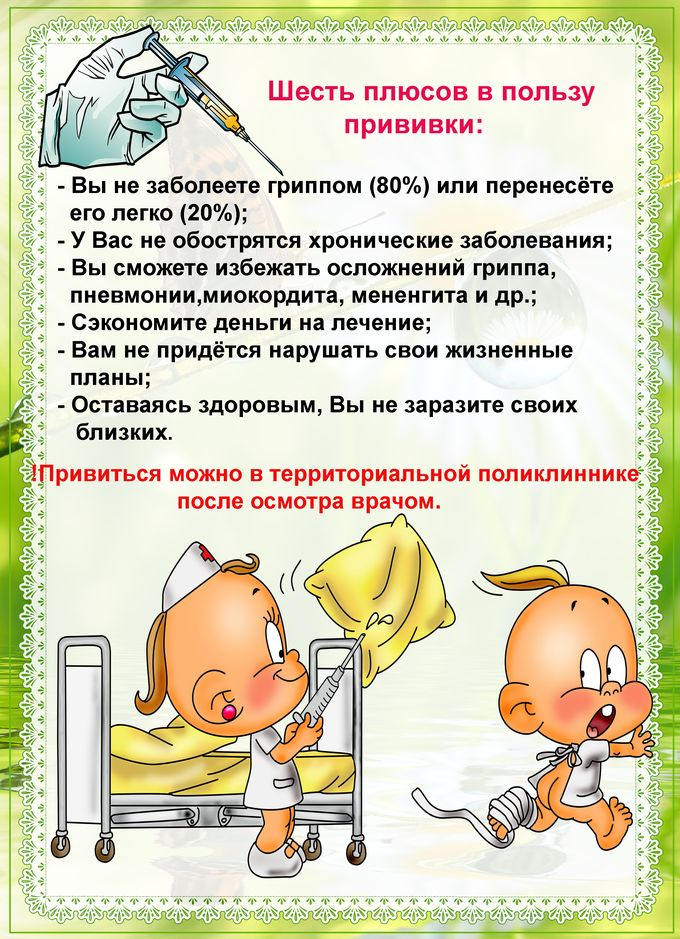 Шесть плюсов в пользу
прививки:
- Вы не заболеете гриппом (80%) или перенесёте
его легко (20%);
- У Вас не обострятся хронические заболевания;
- Вы сможете избежать осложнений гриппа,
пневмонии,миокордита, мененгита и др.;
- Сэкономите деньги на лечение;
- Вам не придётся нарушать свои жизненные
планы;
- Оставаясь здоровым, Вы не заразите своих
близких.
!Привиться можно в территориальной поликлиннике
после осмотра врачом.